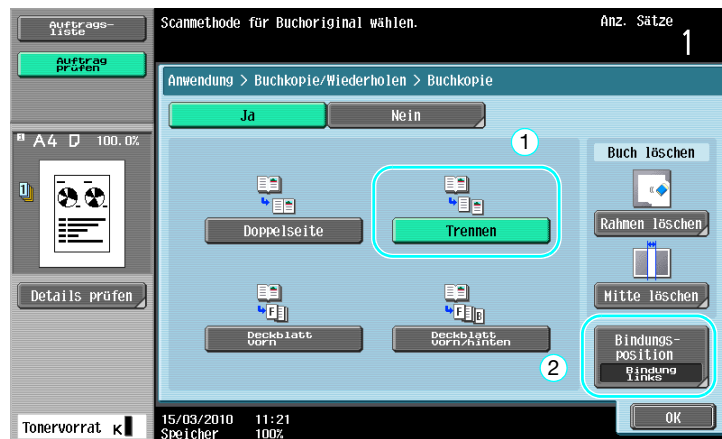 Auftrags-
liste
Auftrag
prüfen
A4 100.0%
1
Details prüfen
Tonervorrat K
Scanmethode für Buchoriginal wählen.
Anz. Sätze
1
Anwendung > Buchkopie/Wiederholen > Buchkopie
Ja
Nein
1
Doppelseite
Trennen
Deckblatt
vorn
F
Deckblatt
vorn/hinten
F B
2
Buch löschen
Rahmen löschen
Mitte löschen
Bindungs-
position
Bindung
links
15/03/2010 11:21
Speicher 100%
OK